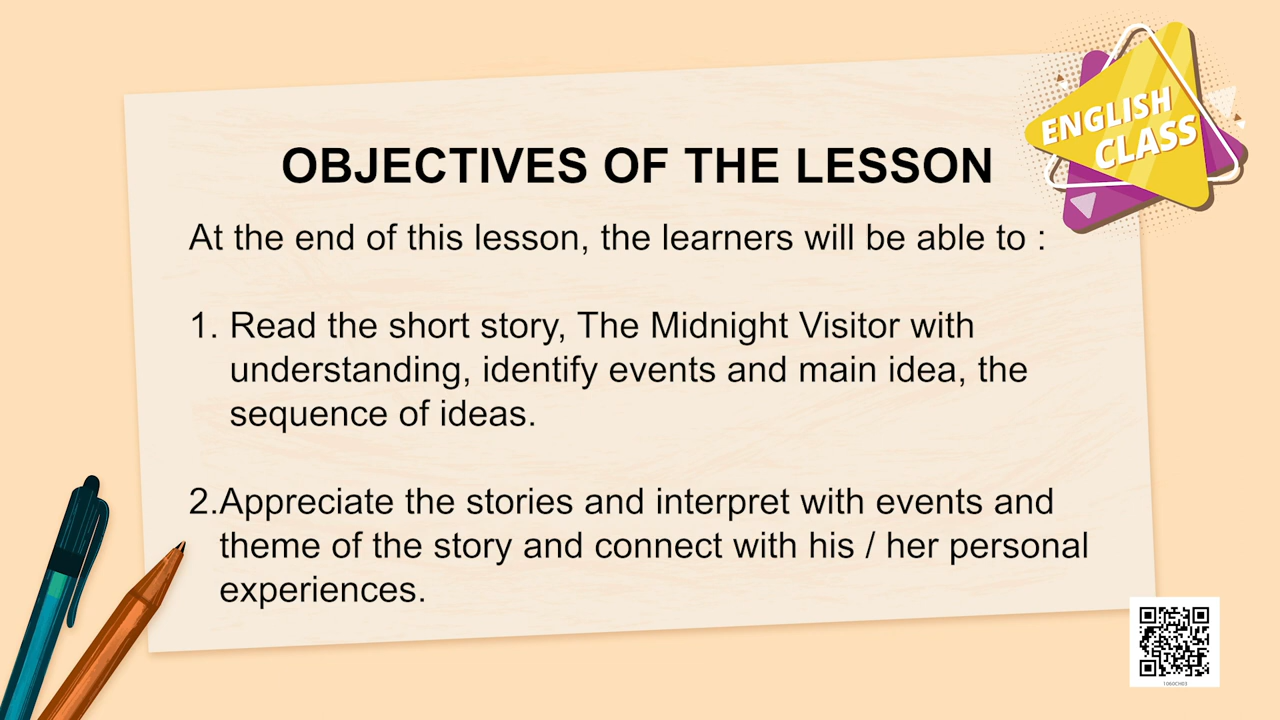 ENGLISH
CLASS
OBJECTIVES OF THE LESSON
At the end of this lesson, the learners will be able to :
1. Read the short story, The Midnight Visitor with
understanding, identify events and main idea, the
sequence of ideas.
2.Appreciate the stories and interpret with events and
theme of the story and connect with his / her personal
experiences.